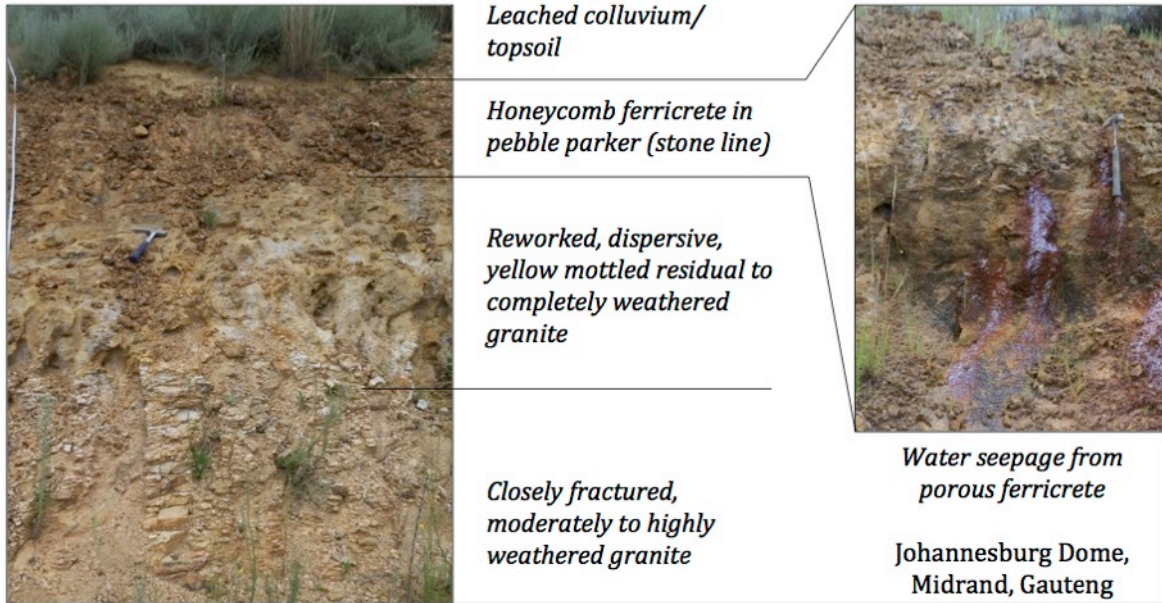 Leached colluvium/
topsoil
Honeycomb ferricrete in
pebble parker (stone line)
Reworked, dispersive,
yellow mottled residual to
completely weathered
granite
Closely fractured,
moderately to highly
weathered granite
Water seepage from
porous ferricrete
Johannesburg Dome,
Midrand, Gauteng